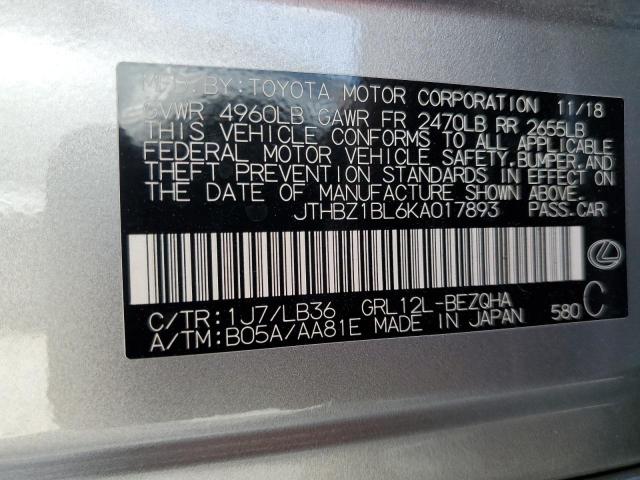 MFD. BY: TOYOTA MOTOR CORPORATION 11/18
GVWR 4960LB GAWR FR 2470LB RR 2655LB
THIS VEHICLE CONFORMS TO ALL APPLICABLE
FEDERAL MOTOR VEHICLE SAFETY, BUMPER, AND
THEFT PREVENTION STANDARDS IN EFFECT ON
THE DATE OF MANUFACTURE SHOWN ABOVE.
JTHBZ1BL6KA017893 PASS.CAR
C/TR: 1J7/LB36 GRL12L-BEZQHA
A/TM: B05A/AA81E MADE IN JAPAN 580 C